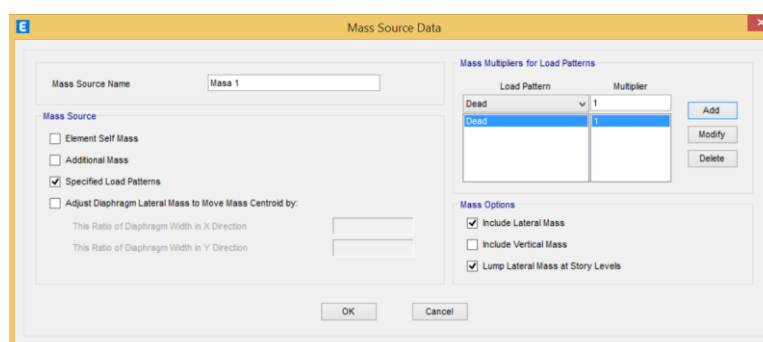 E
Mass Source Data
Mass Source Name
Masa 1
Mass Source
Element Self Mass
Additional Mass
Specified Load Patterns
Adjust Diaphragm Lateral Mass to Move Mass Centroid by:
This Ratio of Diaphragm Width in X Direction
This Ratio of Diaphragm Width in Y Direction
Mass Multipliers for Load Patterns
Load Pattern Multiplier
Dead 1 Add
Dead 1
Modify
Delete
Mass Options
Include Lateral Mass
Include Vertical Mass
Lump Lateral Mass at Story Levels
OK Cancel